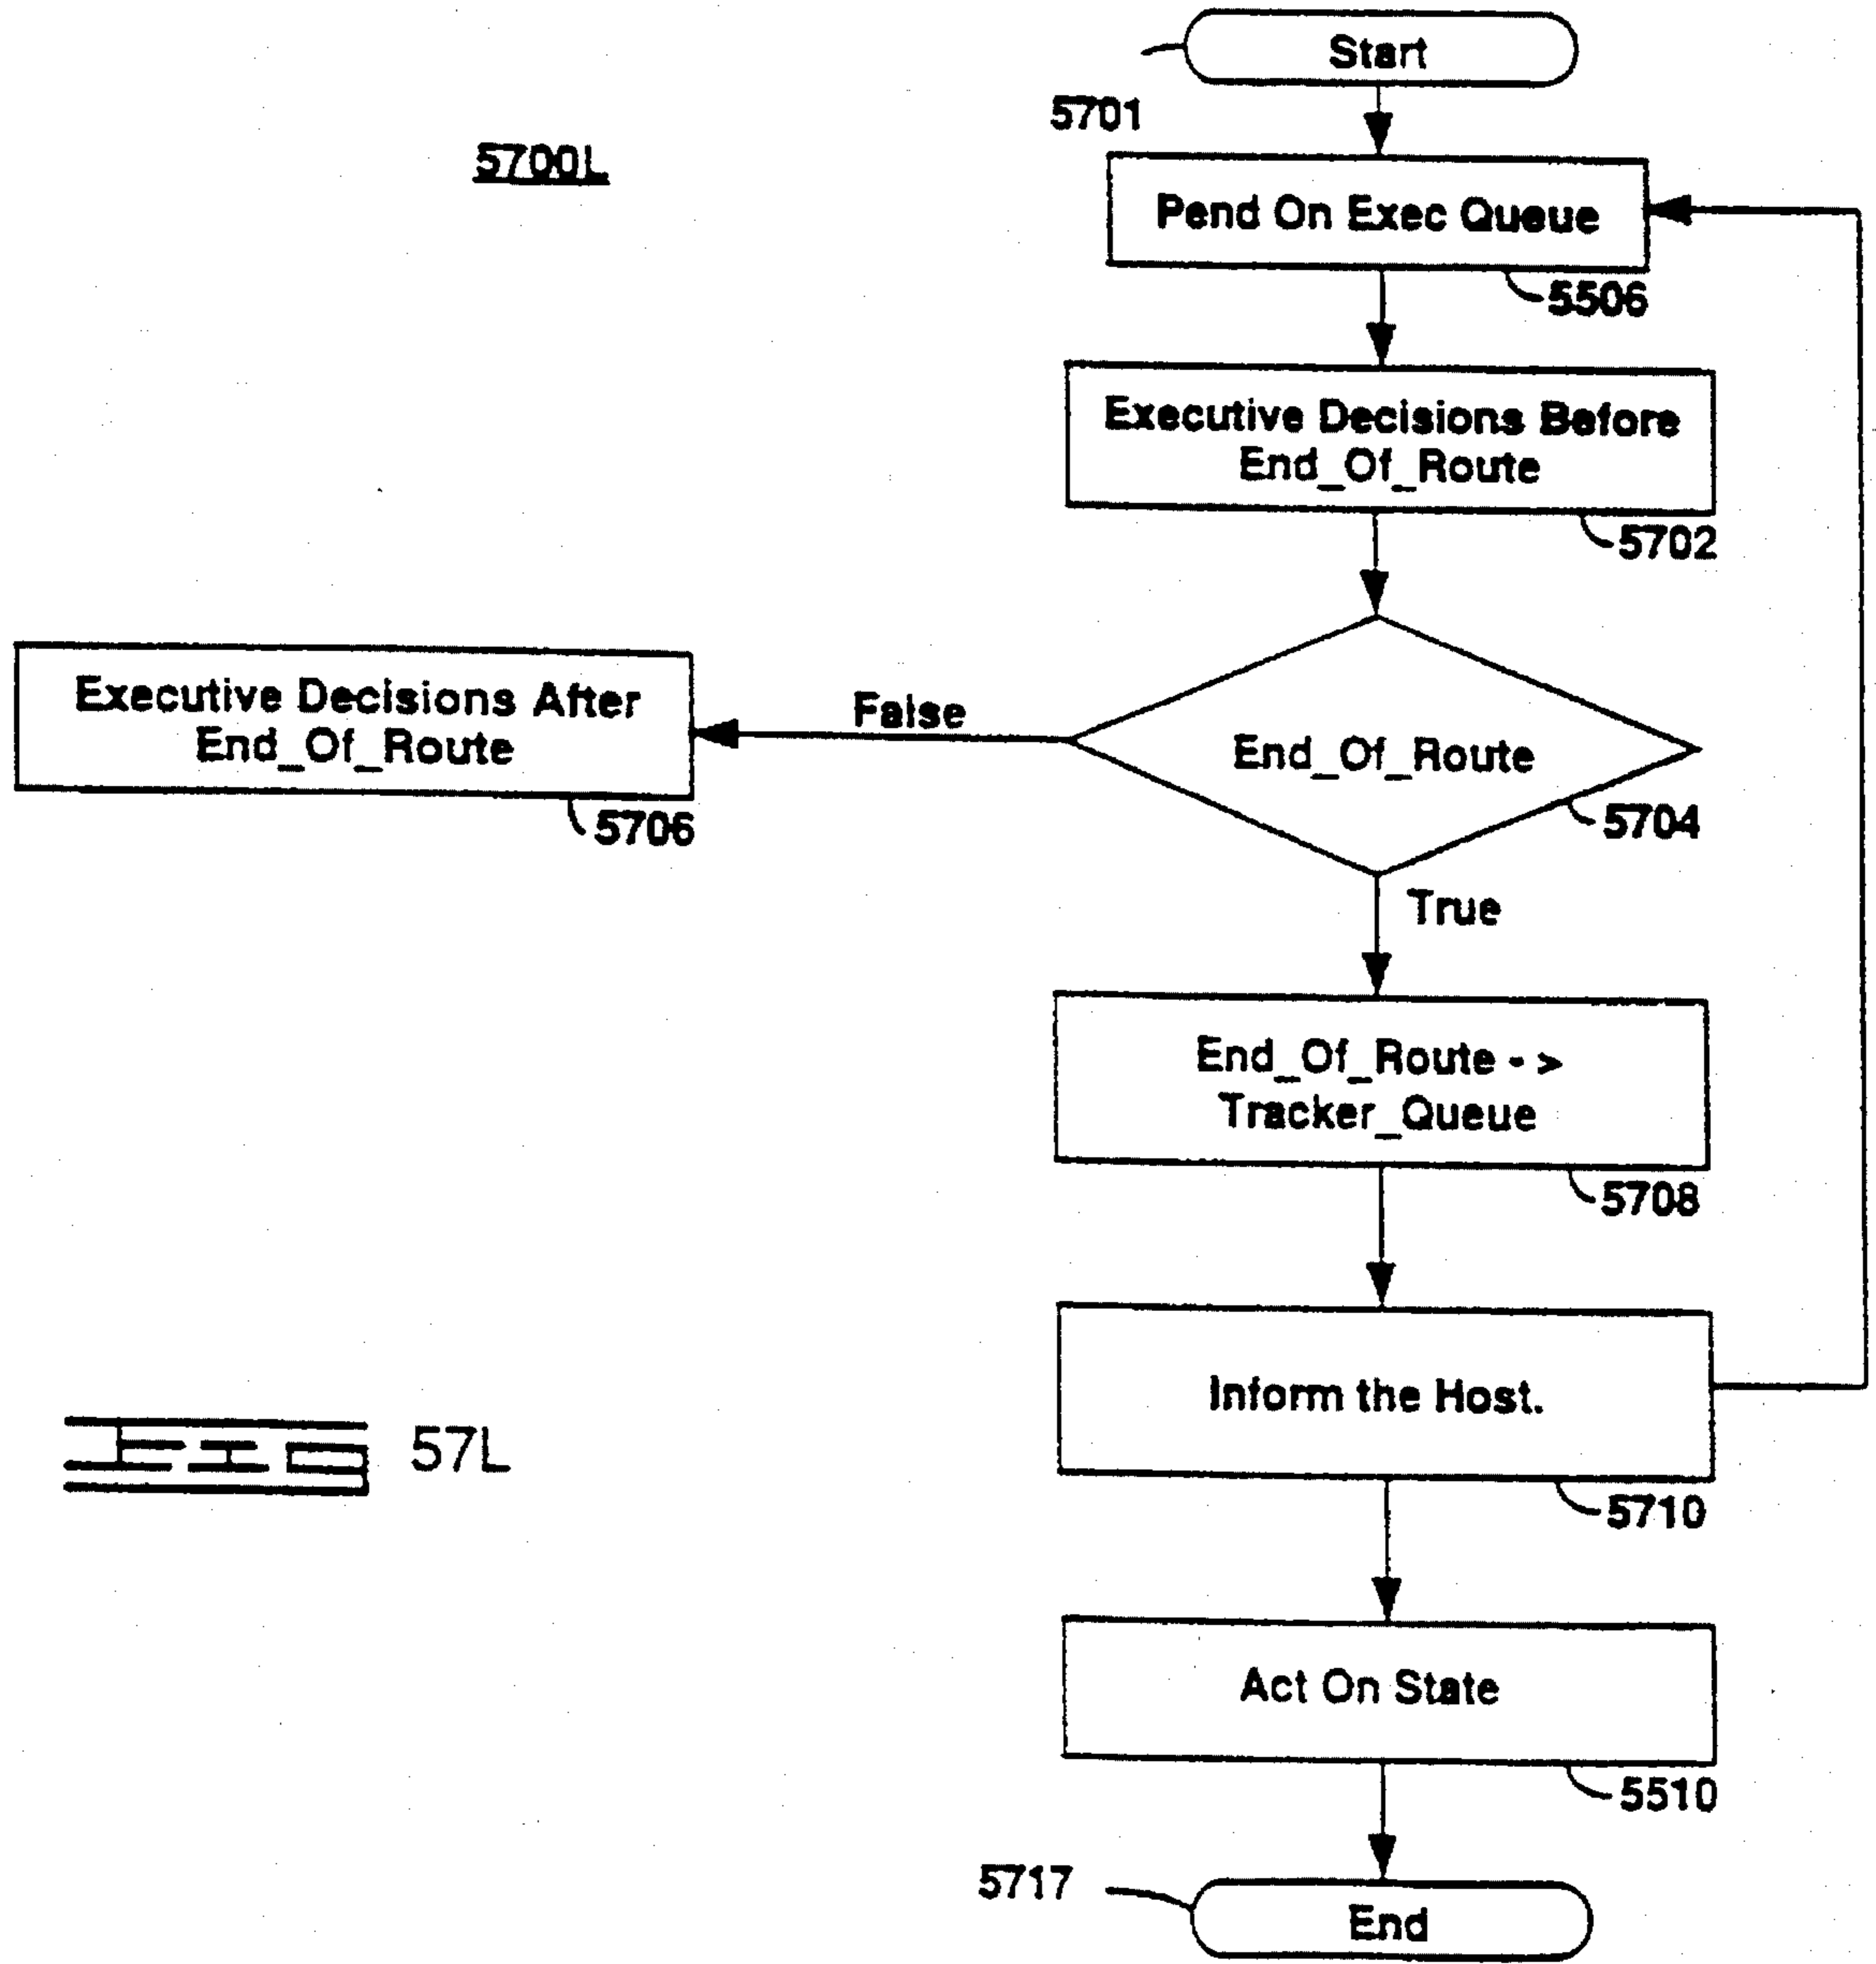 Start
5701
5700L
Pend On Exec Queue
5506
Executive Decisions Before
End_Of_Route
5702
Executive Decisions After
End_Of_Route
5706
False
End_Of_Route
5704
True
End_Of_Route - >
Tracker_Queue
5708
Inform the Host.
5710
57L
Act On State
5510
5717
End